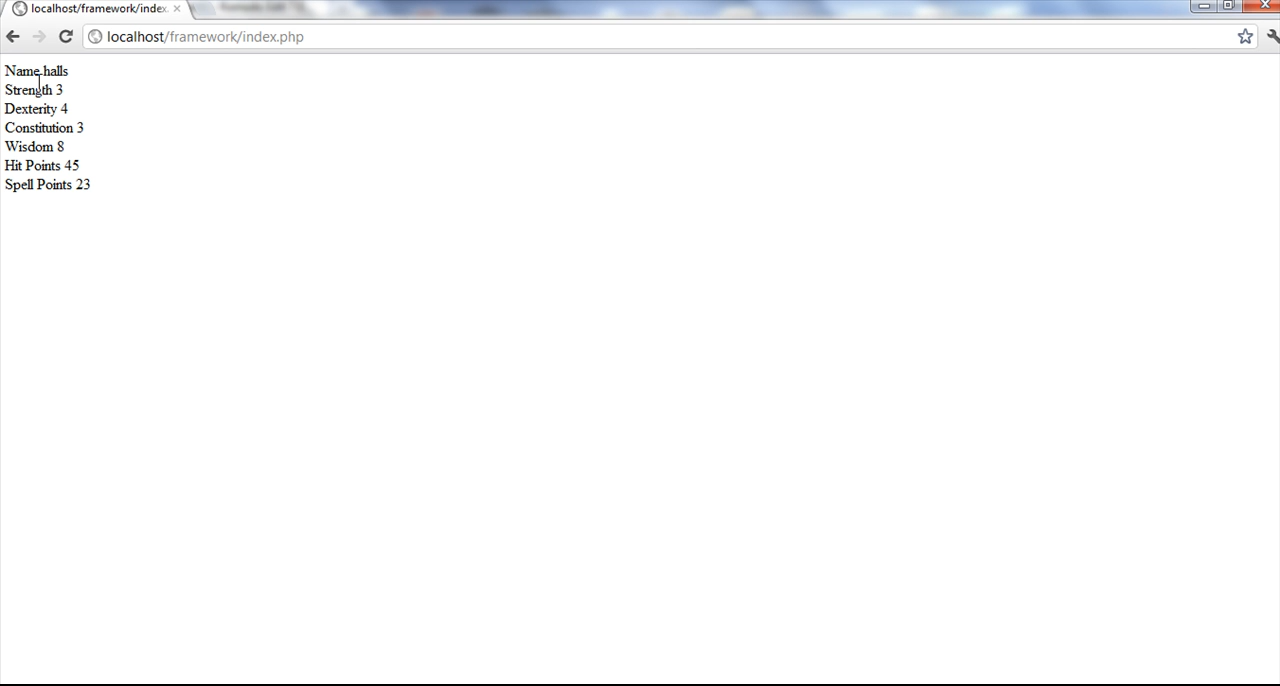 localhost/framework/index.
localhost/framework/index.php
Name halls
Strength 3
Dexterity 4
Constitution 3
Wisdom 8
Hit Points 45
Spell Points 23